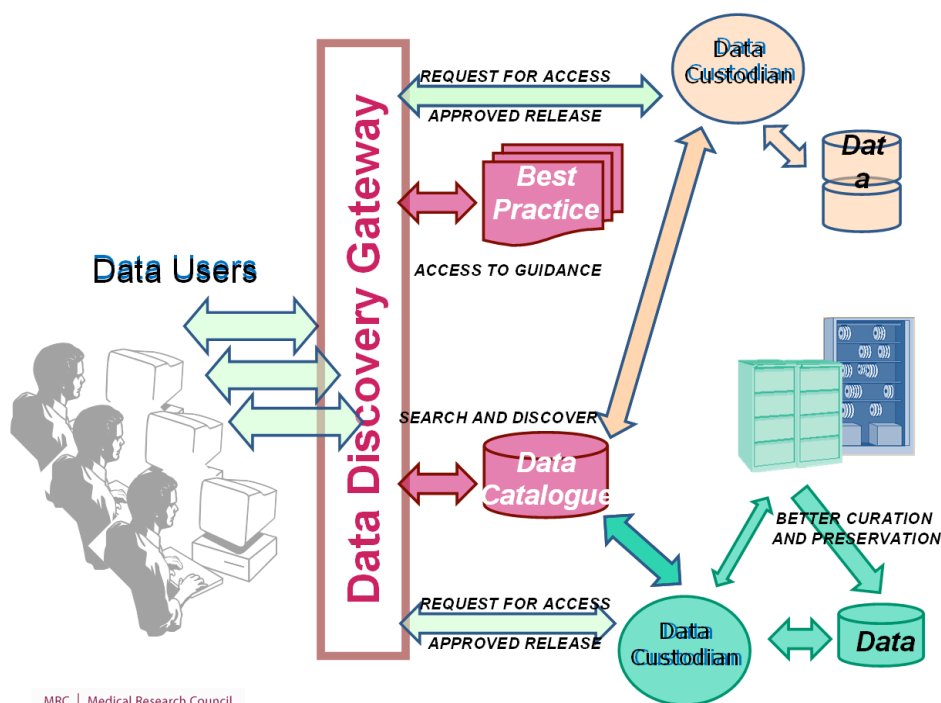 Data
Custodian
REQUEST FOR ACCESS
APPROVED RELEASE
Dat
a
Best
Practice
ACCESS TO GUIDANCE
Data Users
Data Discovery Gateway
SEARCH AND DISCOVER
Data
Catalogue
BETTER CURATION
AND PRESERVATION
REQUEST FOR ACCESS
APPROVED RELEASE
Data
Custodian
Data
MRC | Medical Research Council